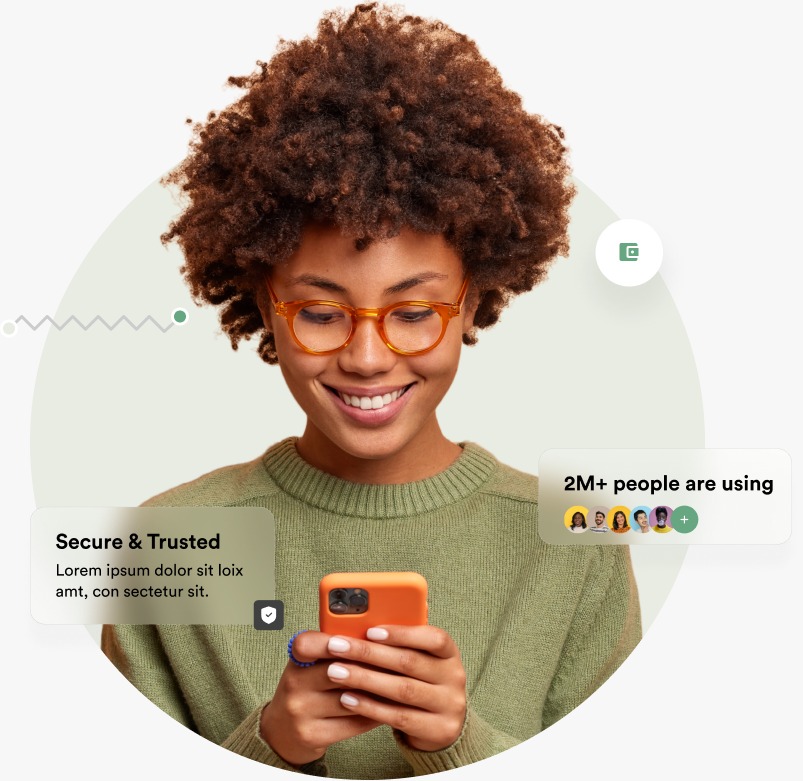 2M+ people are using
+
Secure & Trusted
Lorem ipsum dolor sit loix
amt, con sectetur sit.